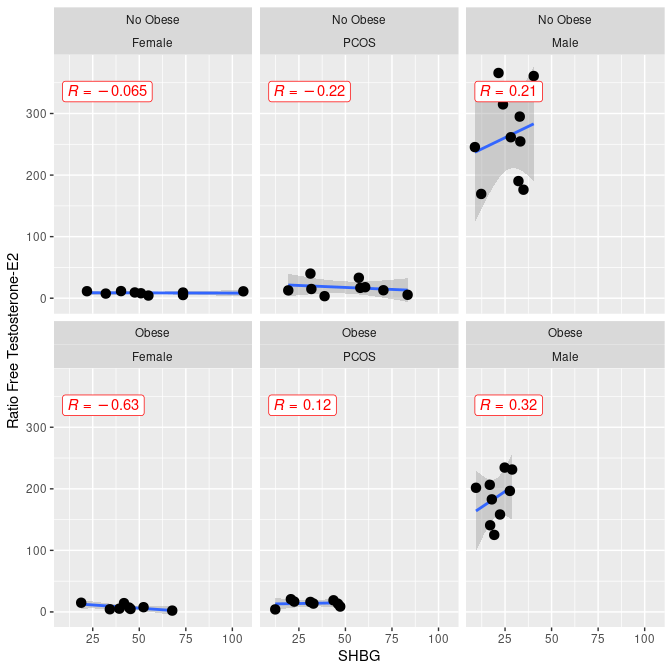 No Obese No Obese No Obese
Female PCOS Male
R = −0.065 R = −0.22 R = 0.21
300
200
100
0
Obese Obese Obese
Female PCOS Male
R = −0.63 R = 0.12 R = 0.32
300
200
100
0
25 50 75 100 25 50 75 100 25 50 75 100
SHBG
Ratio Free Testosterone-E2